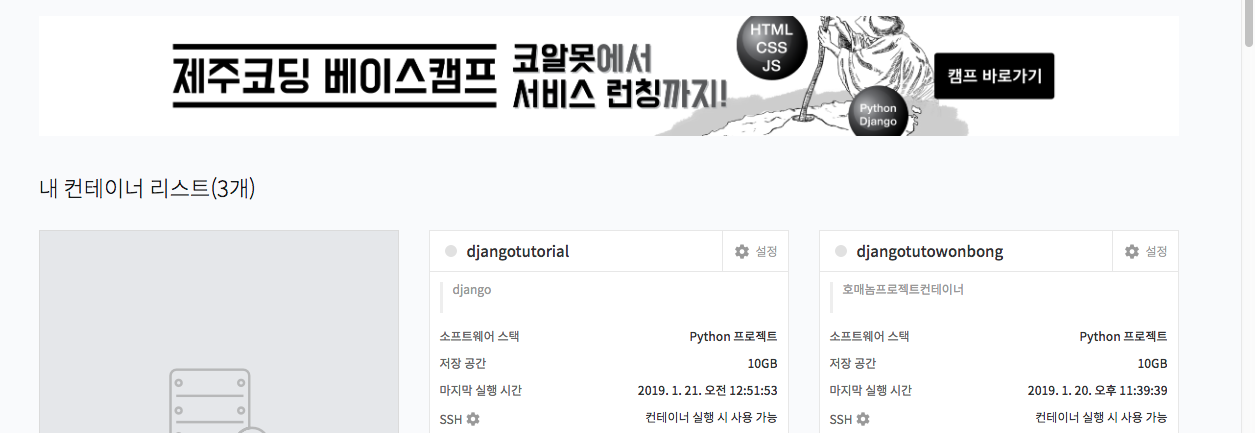 제주코딩 베이스캠프
코알못에서
서비스 런칭까지!
HTML
CSS
JS
Python
Django
캠프 바로가기
내 컨테이너 리스트(3개)
djangotutorial
설정
django
소프트웨어 스택 Python 프로젝트
저장 공간 10GB
마지막 실행 시간 2019. 1. 21. 오전 12:51:53
SSH 컨테이너 실행 시 사용 가능
djangotutowonbong
설정
호매놈프로젝트컨테이너
소프트웨어 스택 Python 프로젝트
저장 공간 10GB
마지막 실행 시간 2019. 1. 20. 오후 11:39:39
SSH 컨테이너 실행 시 사용 가능